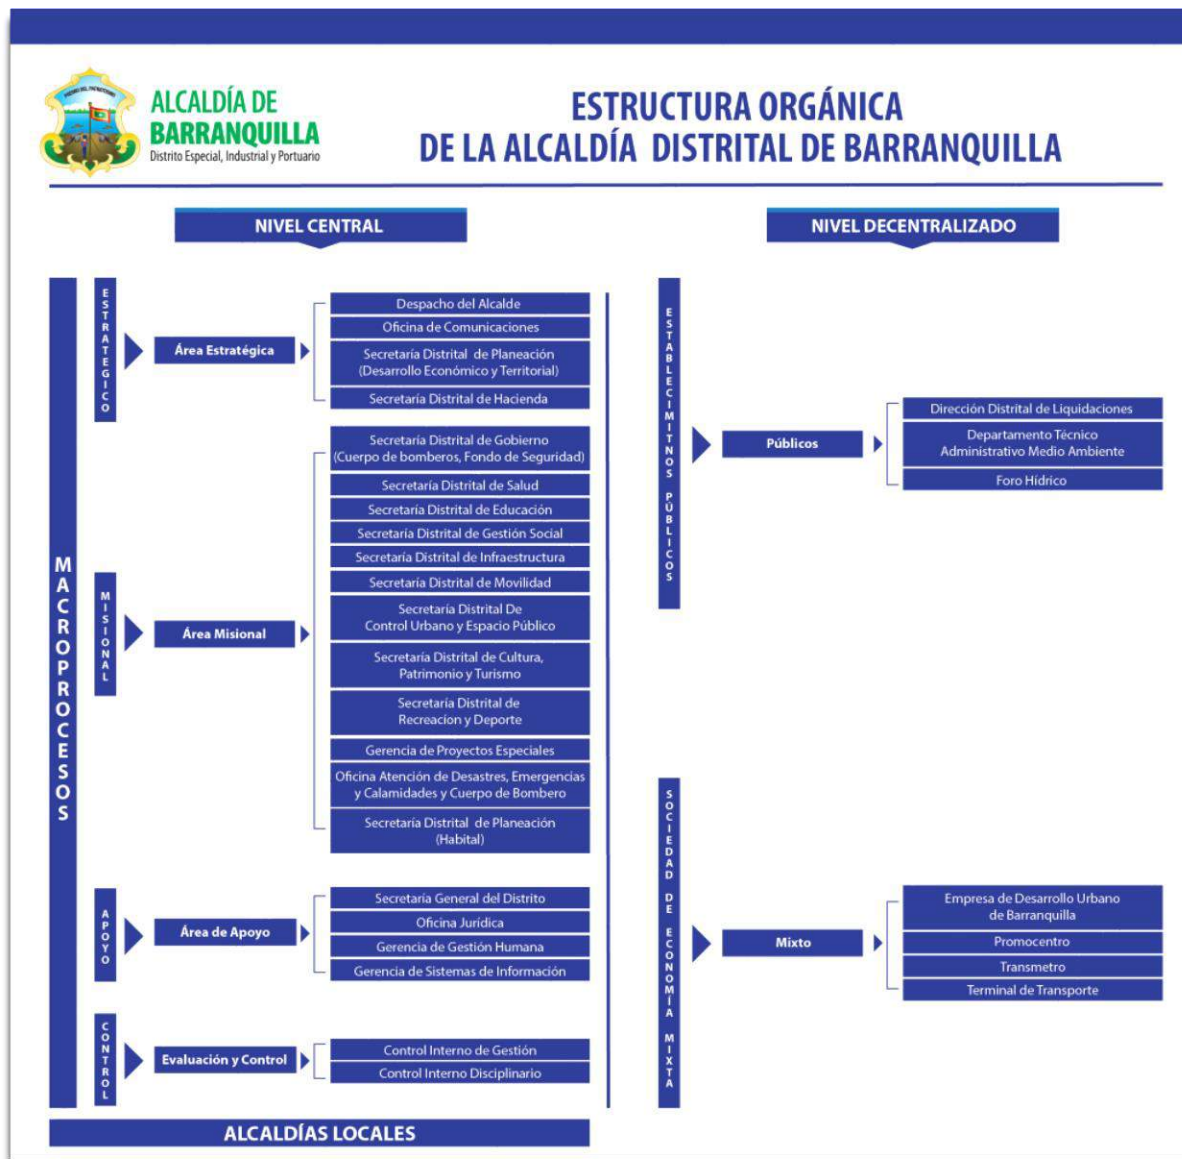 ALCALDÍA DE
BARRANQUILLA
Distrito Especial, Industrial y Portuario
ESTRUCTURA ORGÁNICA
DE LA ALCALDÍA DISTRITAL DE BARRANQUILLA
NIVEL CENTRAL
MACROPROCESOS
ESTRATEGICO
Área Estratégica
Despacho del Alcalde
Oficina de Comunicaciones
Secretaría Distrital de Planeación
(Desarrollo Económico y Territorial)
Secretaría Distrital de Hacienda
MISIONAL
Área Misional
Secretaría Distrital de Gobierno
(Cuerpo de bomberos, Fondo de Seguridad)
Secretaría Distrital de Salud
Secretaría Distrital de Educación
Secretaría Distrital de Gestión Social
Secretaría Distrital de Infraestructura
Secretaría Distrital de Movilidad
Secretaría Distrital De
Control Urbano y Espacio Público
Secretaría Distrital de Cultura,
Patrimonio y Turismo
Secretaría Distrital de
Recreacíon y Deporte
Gerencia de Proyectos Especiales
Oficina Atención de Desastres, Emergencias
y Calamidades y Cuerpo de Bombero
Secretaría Distrital de Planeación
(Habital)
APOYO
Área de Apoyo
Secretaría General del Distrito
Oficina Jurídica
Gerencia de Gestión Humana
Gerencia de Sistemas de Información
CONTROL
Evaluación y Control
Control Interno de Gestión
Control Interno Disciplinario
ALCALDÍAS LOCALES
NIVEL DECENTRALIZADO
ESTABLECIMITNOS PÚBLICOS
Públicos
Dirección Distrital de Liquidaciones
Departamento Técnico
Administrativo Medio Ambiente
Foro Hídrico
SOCIEDAD DE ECONOMÍA MIXTA
Mixto
Empresa de Desarrollo Urbano
de Barranquilla
Promocentro
Transmetro
Terminal de Transporte